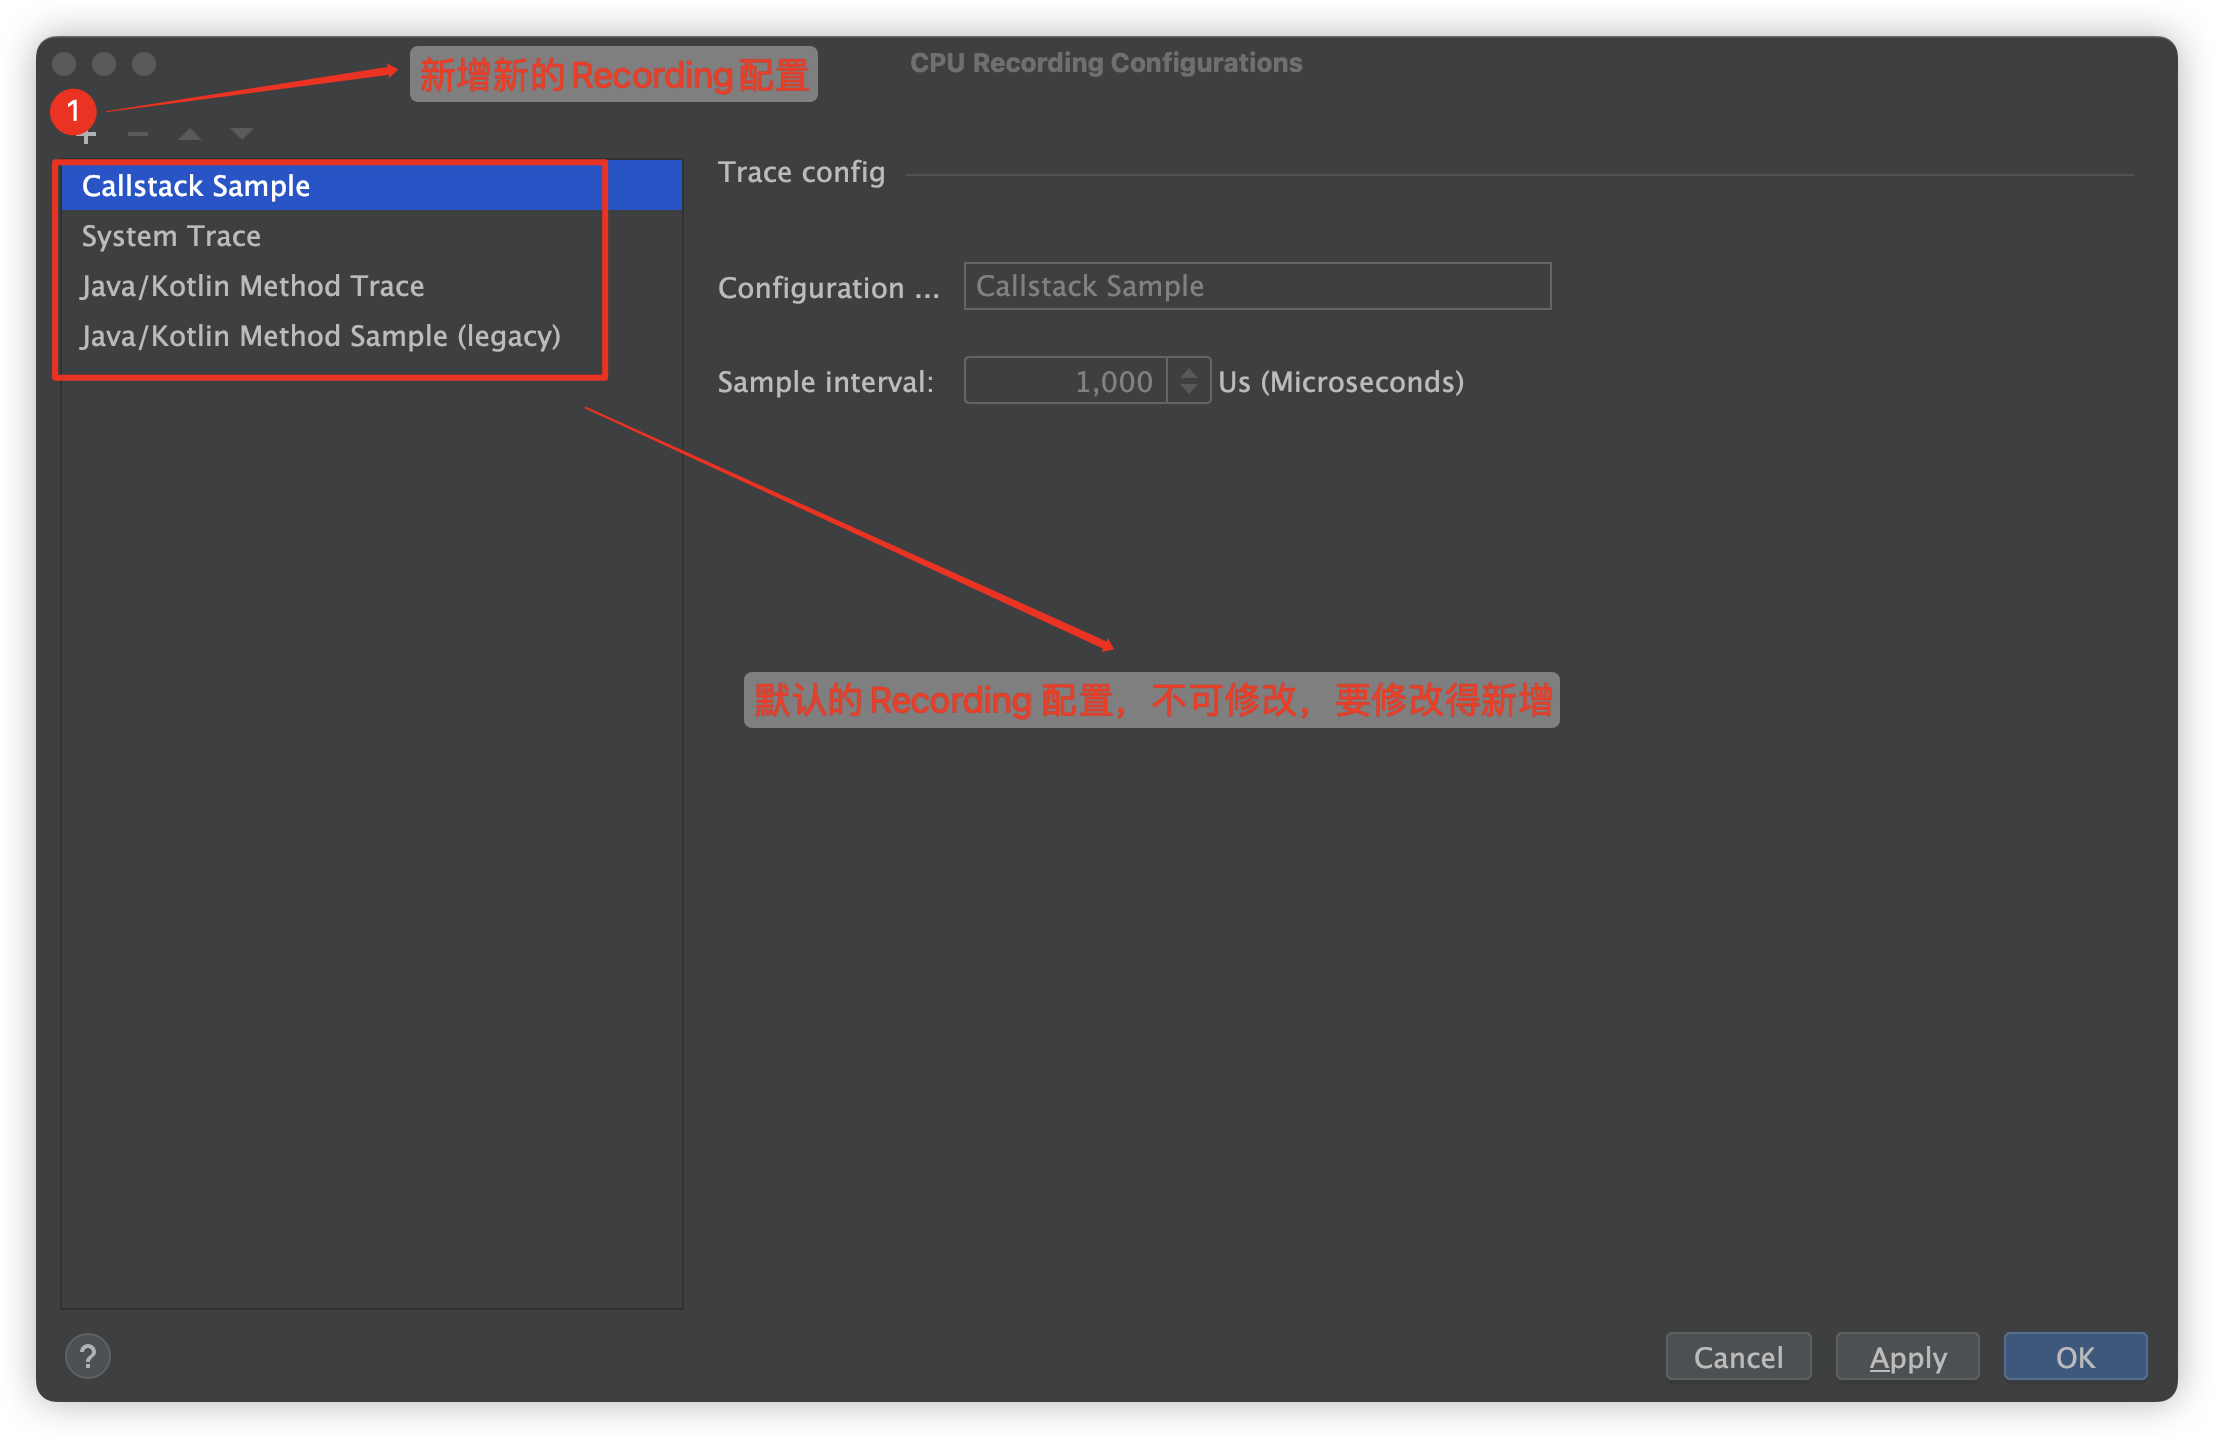 新增新的 Recording 配置
CPU Recording Configurations
1
Callstack Sample
System Trace
Java/Kotlin Method Trace
Java/Kotlin Method Sample (legacy)
Trace config
Configuration ... Callstack Sample
Sample interval: 1,000 Us (Microseconds)
默认的 Recording 配置，不可修改，要修改得新增
? Cancel Apply OK